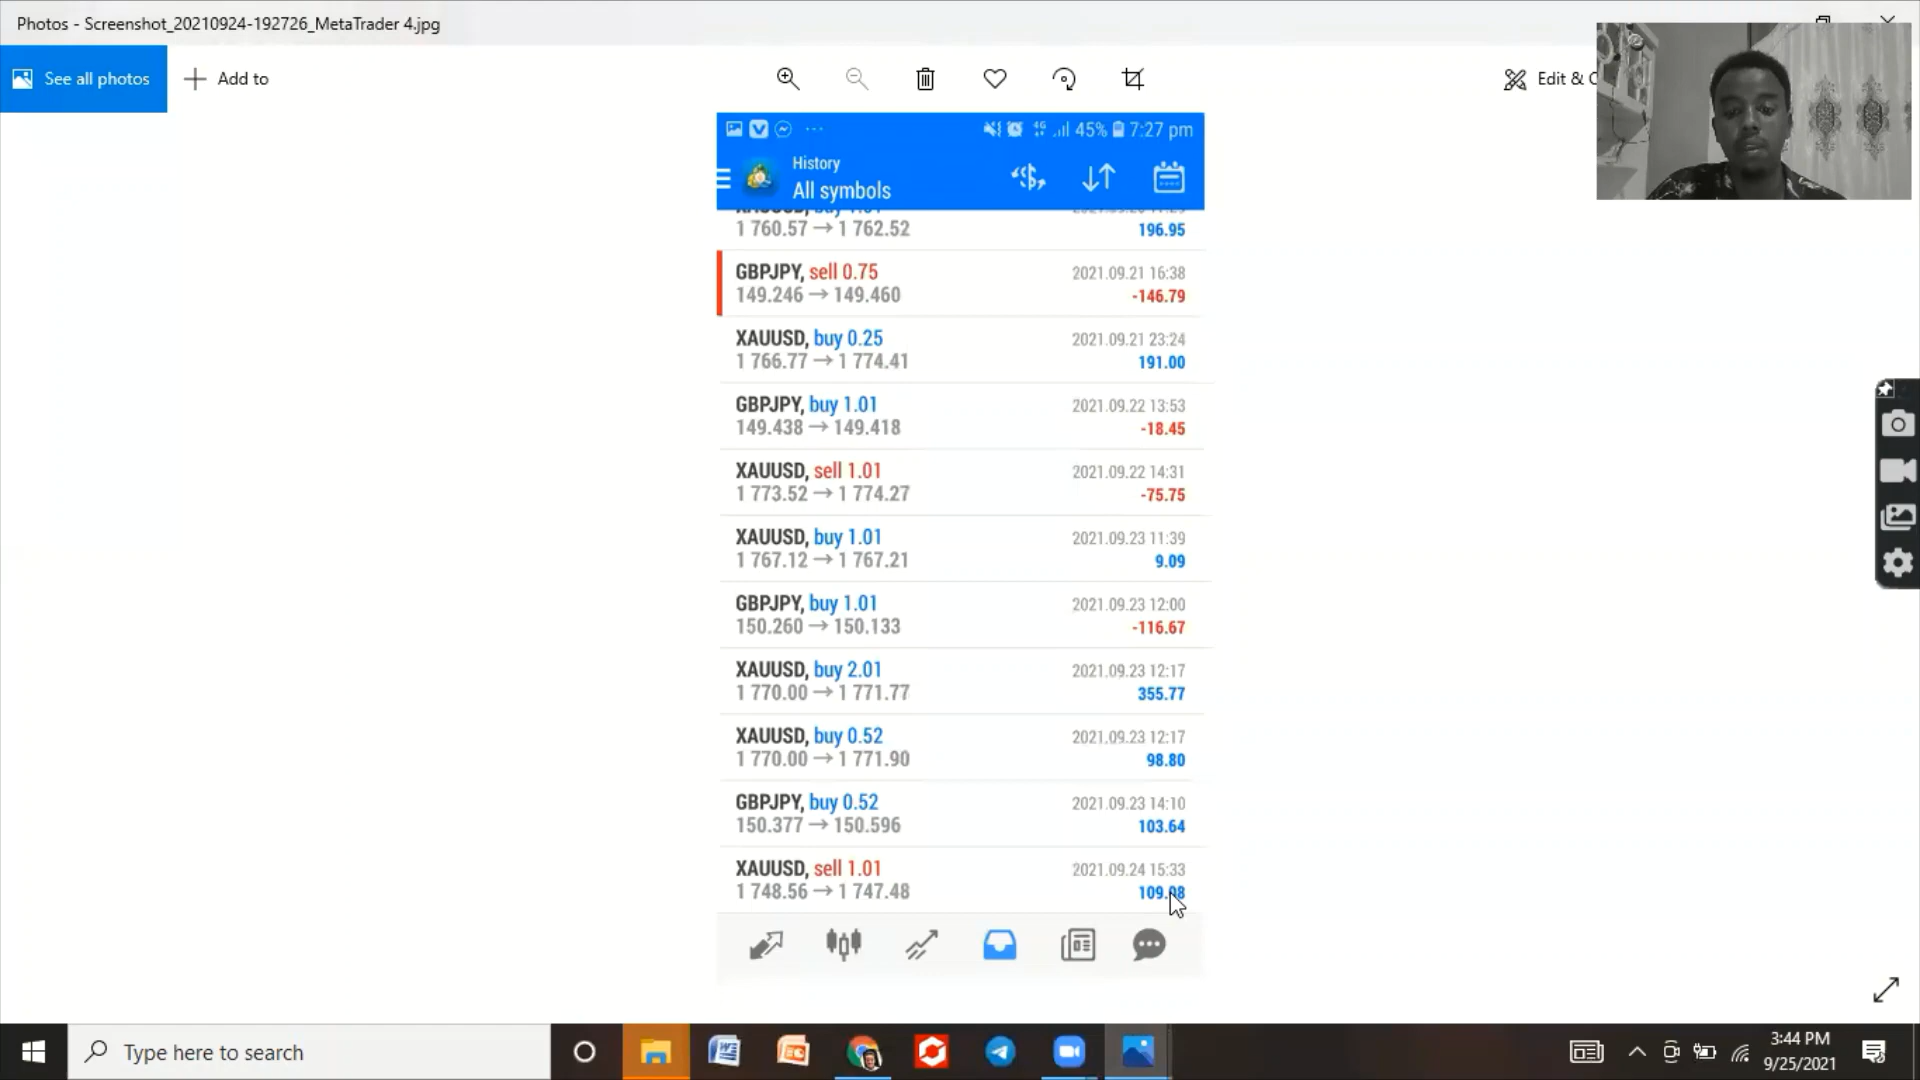 Photos - Screenshot_20210924-192726_MetaTrader 4.jpg
See all photos
Add to
Edit & C
4G 45% 7:27 pm
History
All symbols
1 760.57 → 1 762.52 196.95
GBPJPY, sell 0.75 2021.09.21 16:38
149.246 → 149.460 -146.79
XAUUSD, buy 0.25 2021.09.21 23:24
1 766.77 → 1 774.41 191.00
GBPJPY, buy 1.01 2021.09.22 13:53
149.438 → 149.418 -18.45
XAUUSD, sell 1.01 2021.09.22 14:31
1 773.52 → 1 774.27 -75.75
XAUUSD, buy 1.01 2021.09.23 11:39
1 767.12 → 1 767.21 9.09
GBPJPY, buy 1.01 2021.09.23 12:00
150.260 → 150.133 -116.67
XAUUSD, buy 2.01 2021.09.23 12:17
1 770.00 → 1 771.77 355.77
XAUUSD, buy 0.52 2021.09.23 12:17
1 770.00 → 1 771.90 98.80
GBPJPY, buy 0.52 2021.09.23 14:10
150.377 → 150.596 103.64
XAUUSD, sell 1.01 2021.09.24 15:33
1 748.56 → 1 747.48 109.08
Type here to search
3:44 PM
9/25/2021